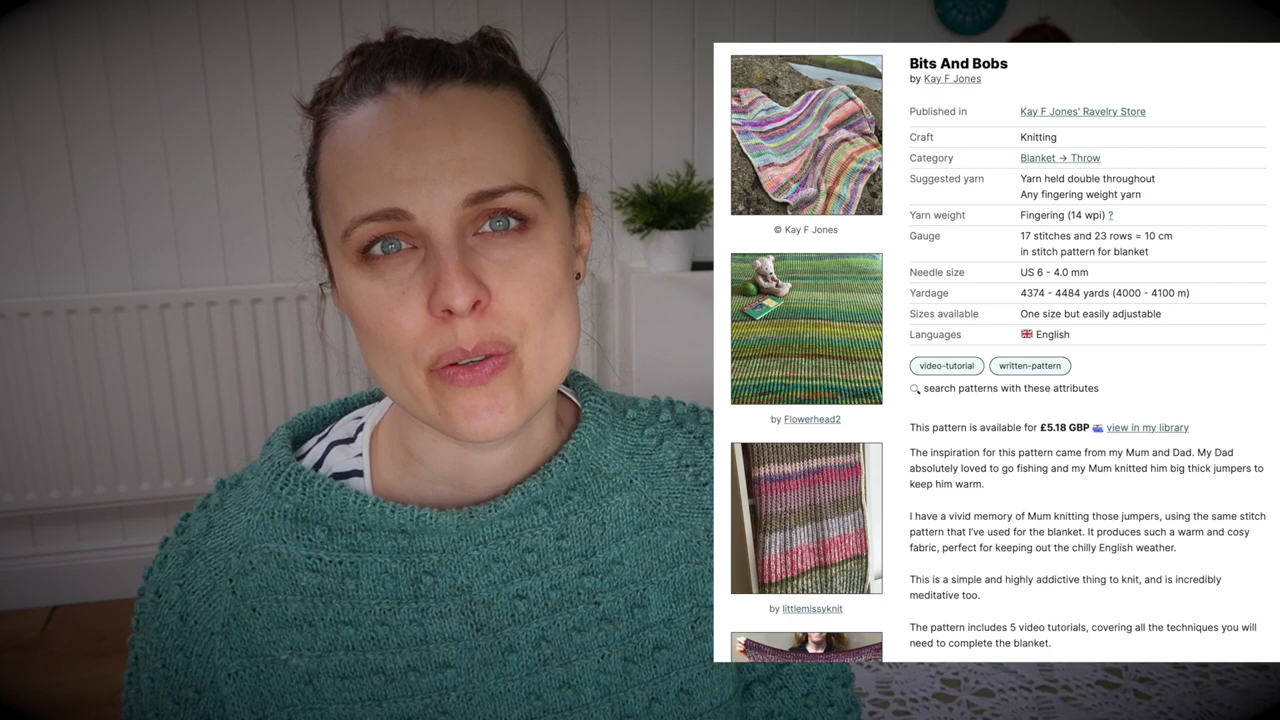 Bits And Bobs
by Kay F Jones
Published in Kay F Jones' Ravelry Store
Craft Knitting
Category Blanket → Throw
Suggested yarn Yarn held double throughout
Any fingering weight yarn
Yarn weight Fingering (14 wpi) ?
Gauge 17 stitches and 23 rows = 10 cm
in stitch pattern for blanket
Needle size US 6 - 4.0 mm
Yardage 4374 - 4484 yards (4000 - 4100 m)
Sizes available One size but easily adjustable
Languages English
video-tutorial written-pattern
search patterns with these attributes
This pattern is available for £5.18 GBP view in my library
The inspiration for this pattern came from my Mum and Dad. My Dad
absolutely loved to go fishing and my Mum knitted him big thick jumpers to
keep him warm.
I have a vivid memory of Mum knitting those jumpers, using the same stitch
pattern that I've used for the blanket. It produces such a warm and cosy
fabric, perfect for keeping out the chilly English weather.
This is a simple and highly addictive thing to knit, and is incredibly
meditative too.
The pattern includes 5 video tutorials, covering all the techniques you will
need to complete the blanket.
© Kay F Jones
by Flowerhead2
by littlemissyknit